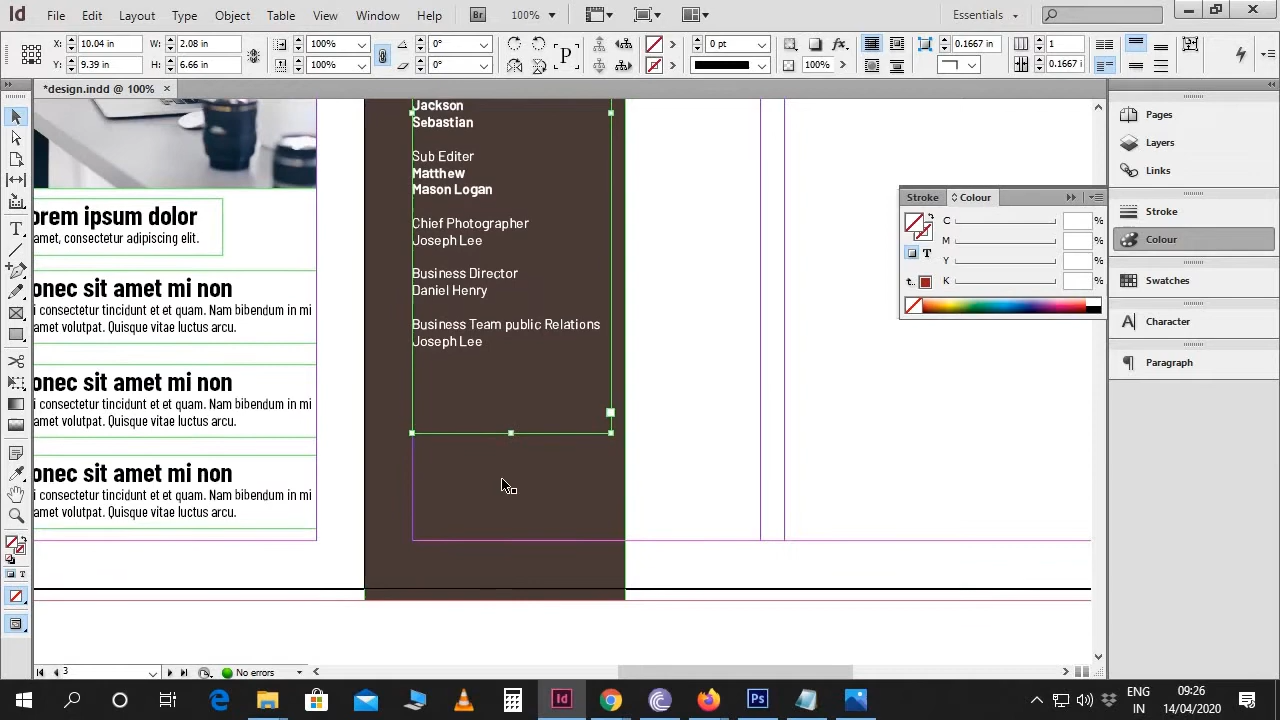 Id
File Edit Layout Type Object Table View Window Help Br 100% Essentials
X: 10.04 in W: 2.08 in 100% 0° 0 pt 0.1667 in 1
Y: 9.39 in H: 6.66 in 100% 0° P fx 100% 0.1667 i
*design.indd @ 100% ×
Jackson
Sebastian
Sub Editer
Matthew
Mason Logan
Chief Photographer
Joseph Lee
Business Director
Daniel Henry
Business Team public Relations
Joseph Lee
orem ipsum dolor
amet, consectetur adipiscing elit.
onec sit amet mi non
i consectetur tincidunt et et quam. Nam bibendum in mi
amet volutpat. Quisque vitae luctus arcu.
onec sit amet mi non
i consectetur tincidunt et et quam. Nam bibendum in mi
amet volutpat. Quisque vitae luctus arcu.
onec sit amet mi non
i consectetur tincidunt et et quam. Nam bibendum in mi
amet volutpat. Quisque vitae luctus arcu.
Stroke Colour
C %
M %
Y %
K %
T
Pages
Layers
Links
Stroke
Colour
Swatches
A Character
Paragraph
T
T
3 No errors
Id Ps
ENG 09:26
IN 14/04/2020